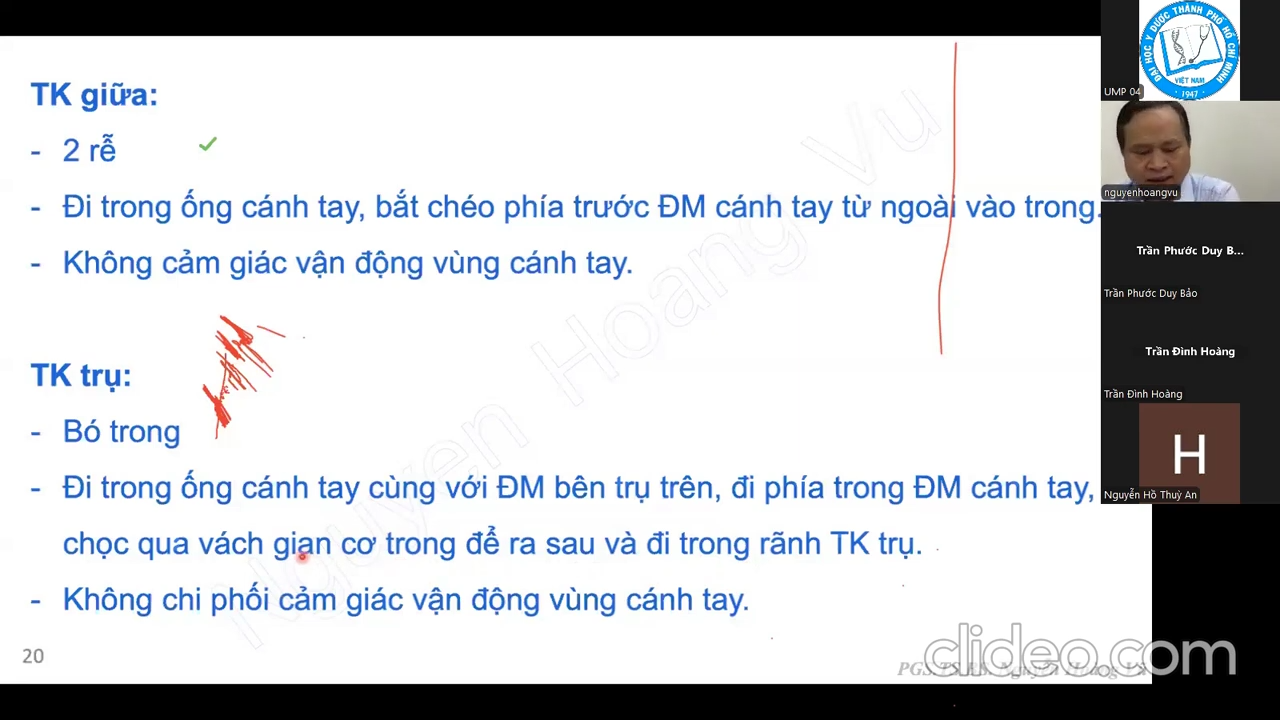 TK giữa:
- 2 rễ
- Đi trong ống cánh tay, bắt chéo phía trước ĐM cánh tay từ ngoài vào trong.
- Không cảm giác vận động vùng cánh tay.
TK trụ:
- Bó trong
- Đi trong ống cánh tay cùng với ĐM bên trụ trên, đi phía trong ĐM cánh tay,
chọc qua vách gian cơ trong để ra sau và đi trong rãnh TK trụ.
- Không chi phối cảm giác vận động vùng cánh tay.
20
PGS.TS.BS. Nguyễn Hoàng Vũ
clideo.com
Nguyen Hoang Vu
ĐẠI HỌC Y DƯỢC THÀNH PHỐ HỒ CHÍ MINH
VIỆT NAM
1947
UMP 04
nguyenhoangvu
Trần Phước Duy B...
Trần Phước Duy Bảo
Trần Đình Hoàng
Trần Đình Hoàng
H
Nguyễn Hồ Thuỳ An